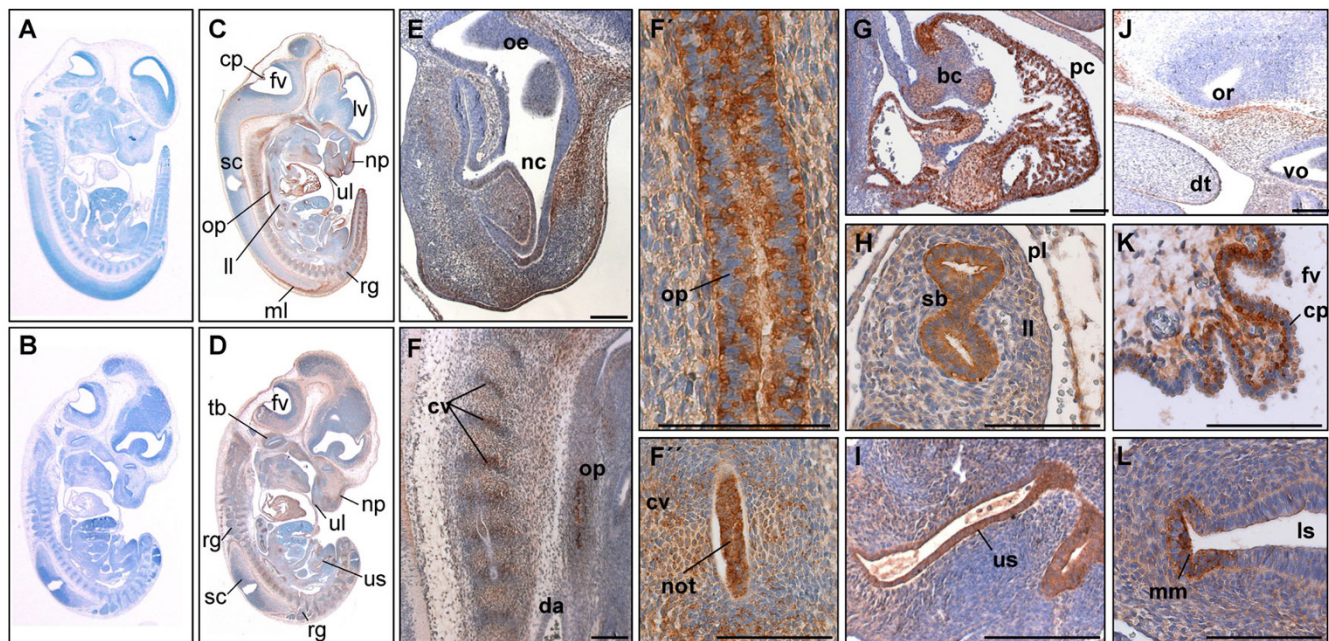 A
B
C
cp
fv
lv
sc
np
ul
op
ll
rg
ml
D
tb
fv
np
ul
rg
us
sc
rg
E
oe
nc
F
cv
op
da
F´
op
F´´
cv
not
G
bc
pc
H
pl
sb
ll
I
us
J
or
dt
vo
K
fv
cp
L
ls
mm